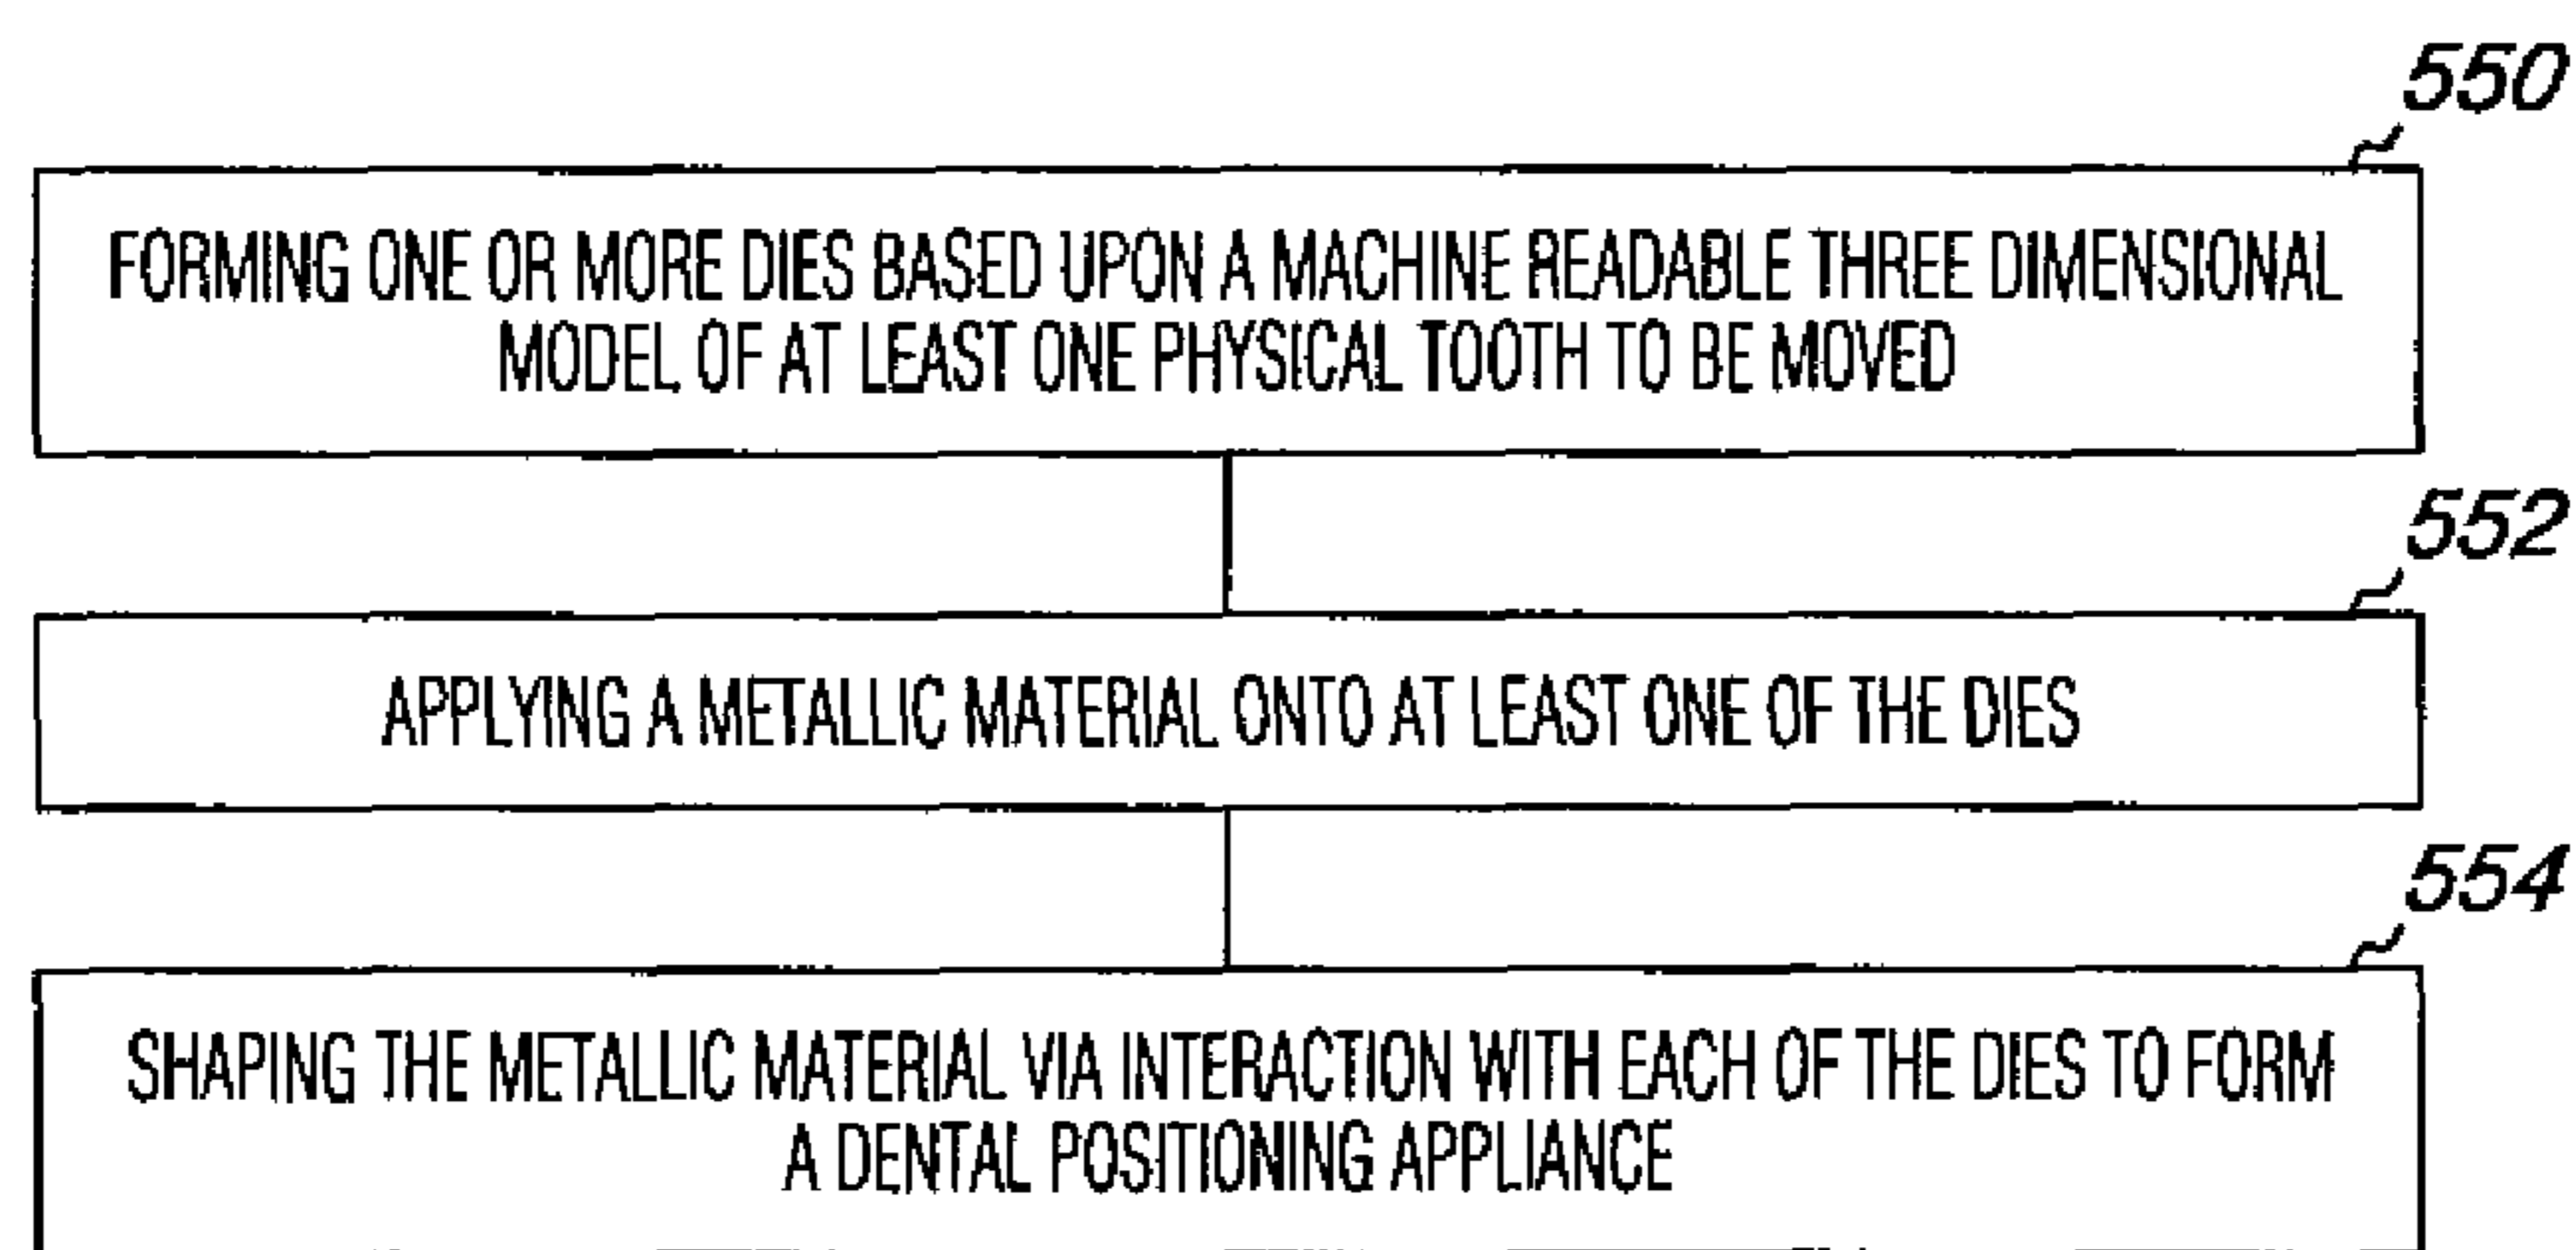 550
FORMING ONE OR MORE DIES BASED UPON A MACHINE READABLE THREE DIMENSIONAL
MODEL OF AT LEAST ONE PHYSICAL TOOTH TO BE MOVED
552
APPLYING A METALLIC MATERIAL ONTO AT LEAST ONE OF THE DIES
554
SHAPING THE METALLIC MATERIAL VIA INTERACTION WITH EACH OF THE DIES TO FORM
A DENTAL POSITIONING APPLIANCE